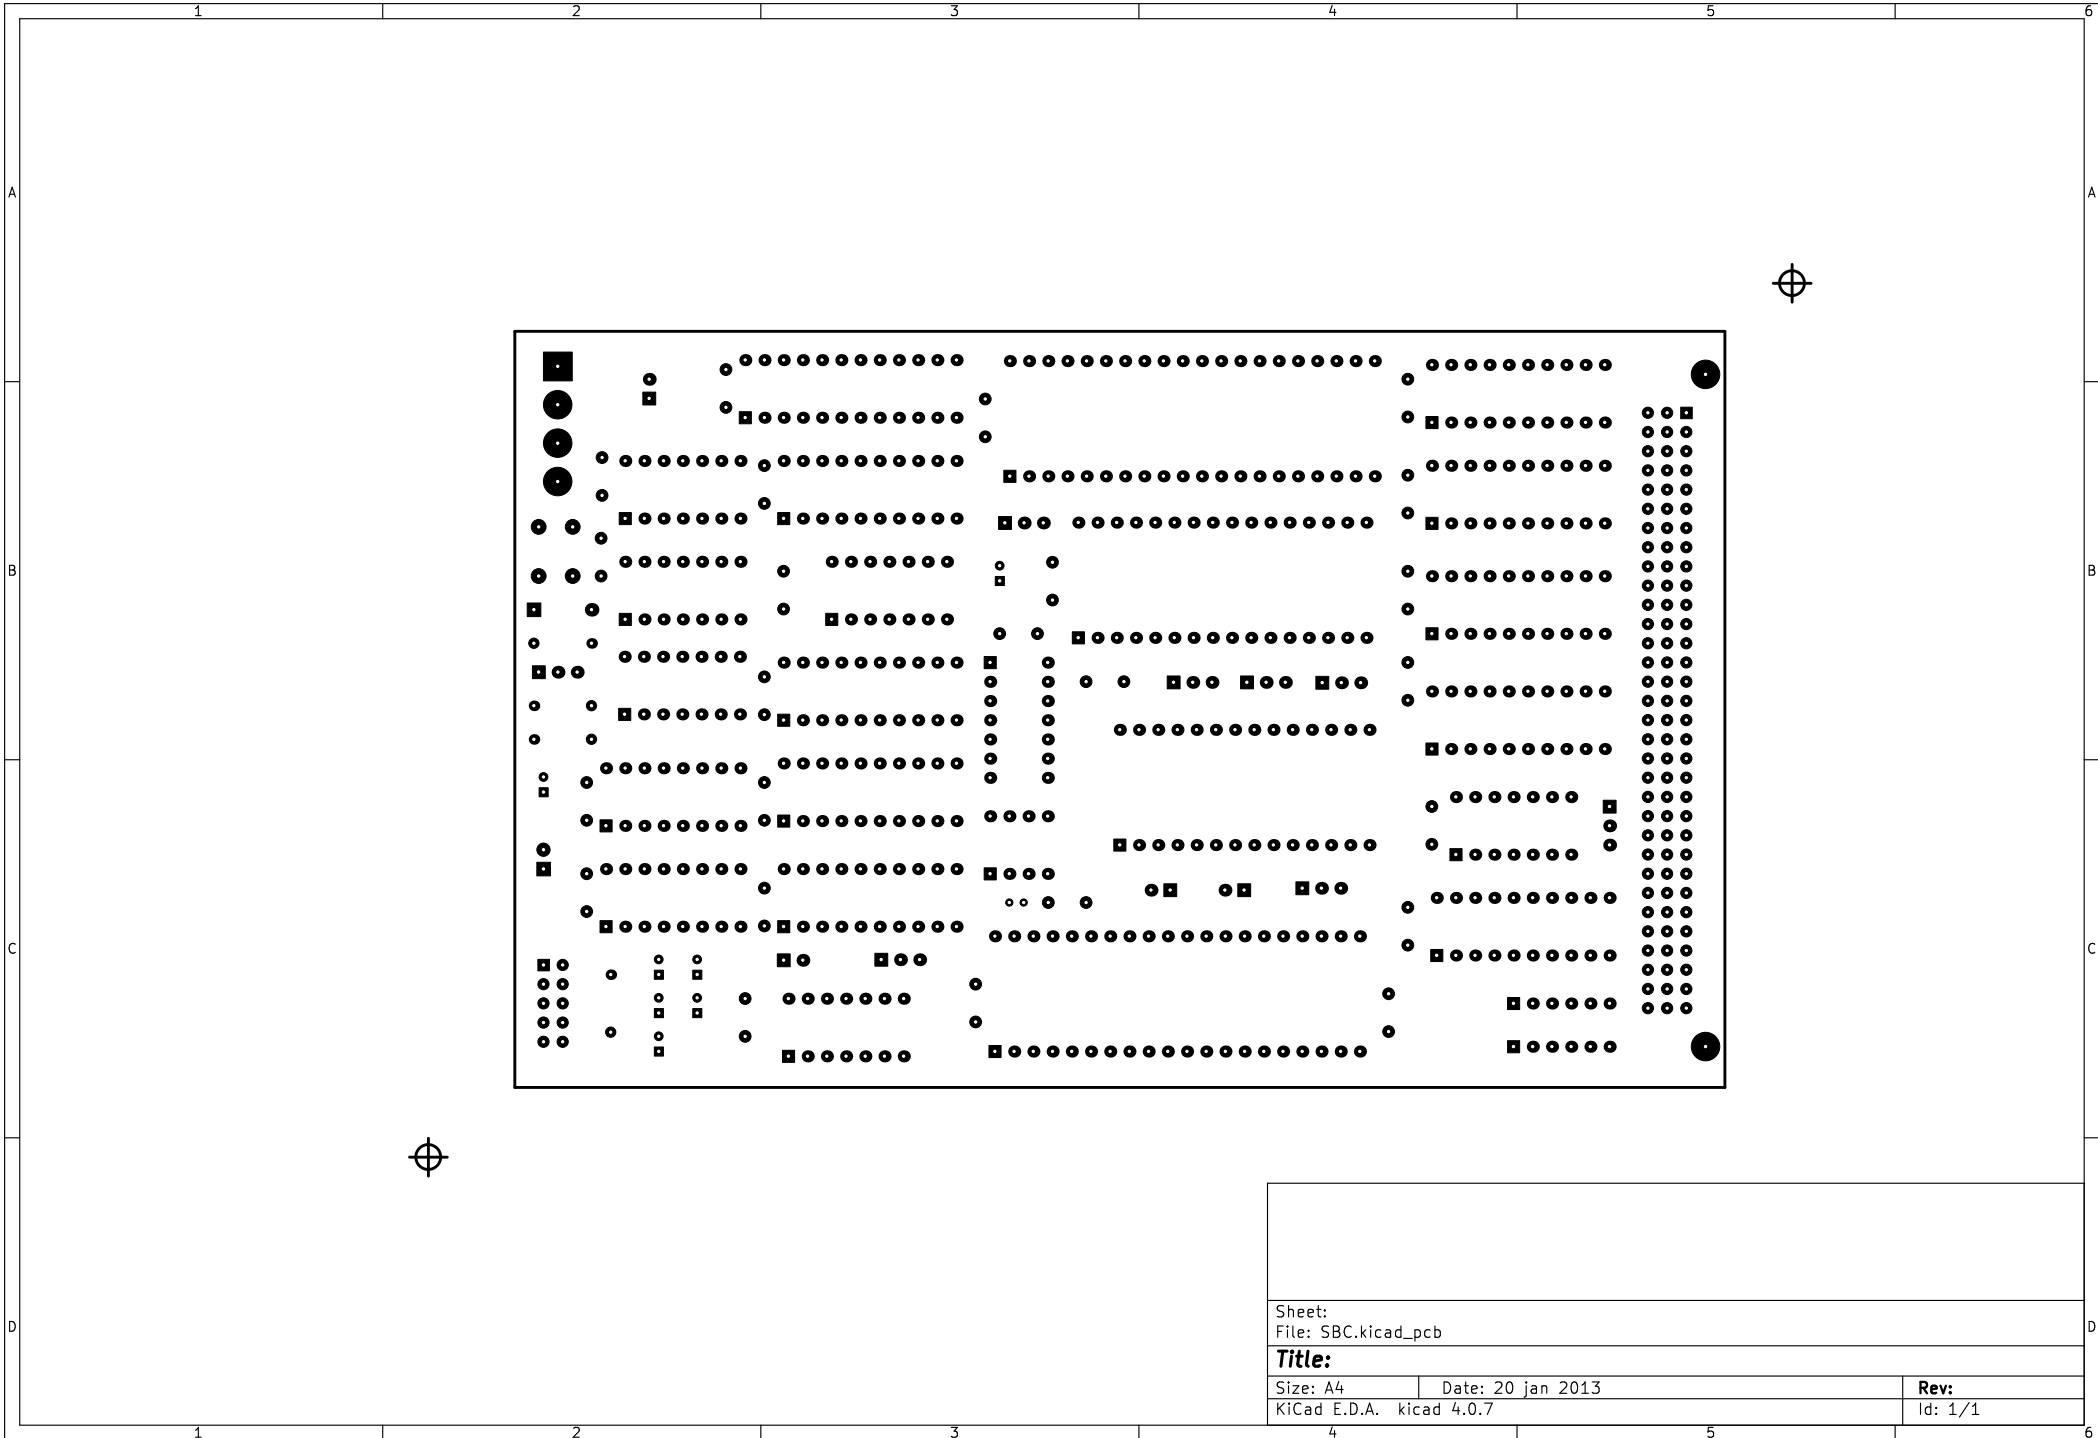 1 2 3 4 5 6
A A
B B
C C
D D
Sheet:
File: SBC.kicad_pcb
Title:
Size: A4 Date: 20 jan 2013 Rev:
KiCad E.D.A. kicad 4.0.7 Id: 1/1
1 2 3 4 5 6